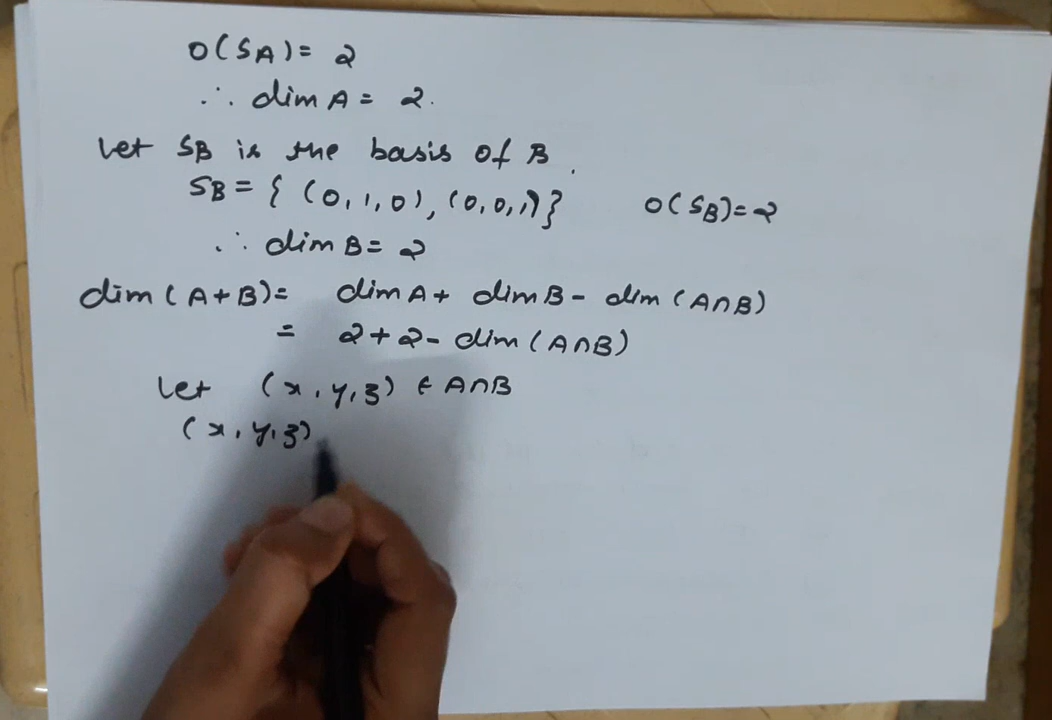 O(SA) = 2
∴ dim A = 2.
Let SB is the basis of B.
SB = { (0,1,0), (0,0,1)} O(SB) = 2
∴ dim B = 2
dim (A+B) = dim A + dim B - dim (A∩B)
= 2 + 2 - dim (A∩B)
Let (x, y, z) ∈ A∩B
(x, y, z)